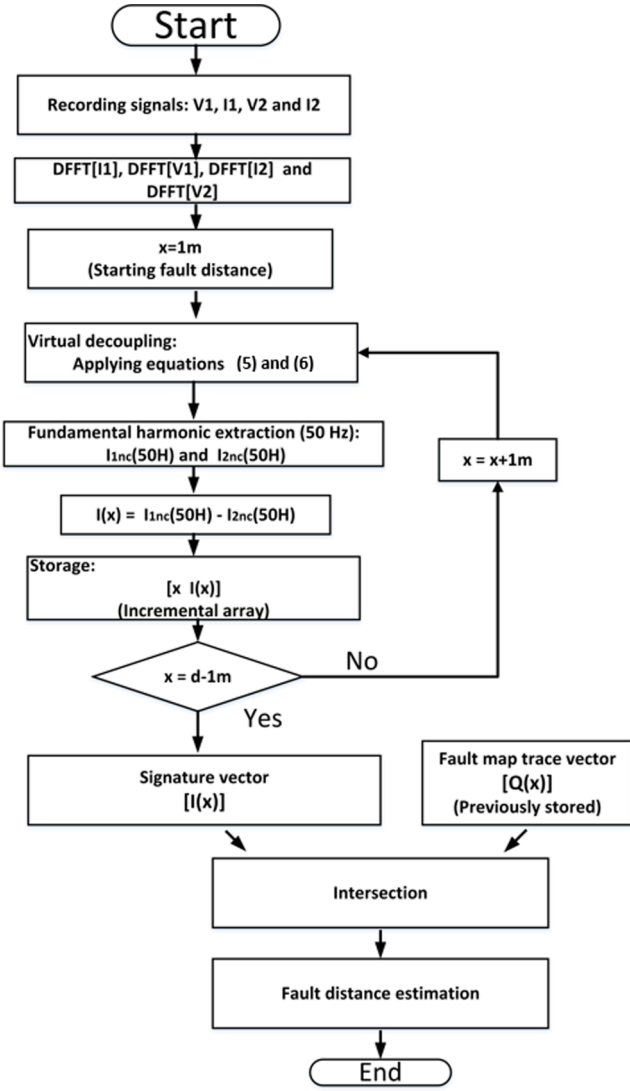 Start
Recording signals: V1, I1, V2 and I2
DFFT[I1], DFFT[V1], DFFT[I2] and
DFFT[V2]
x=1m
(Starting fault distance)
Virtual decoupling:
Applying equations (5) and (6)
Fundamental harmonic extraction (50 Hz):
I1nc(50H) and I2nc(50H)
x = x+1m
I(x) = I1nc(50H) - I2nc(50H)
Storage:
[x I(x)]
(Incremental array)
x = d-1m
No
Yes
Signature vector
[I(x)]
Fault map trace vector
[Q(x)]
(Previously stored)
Intersection
Fault distance estimation
End